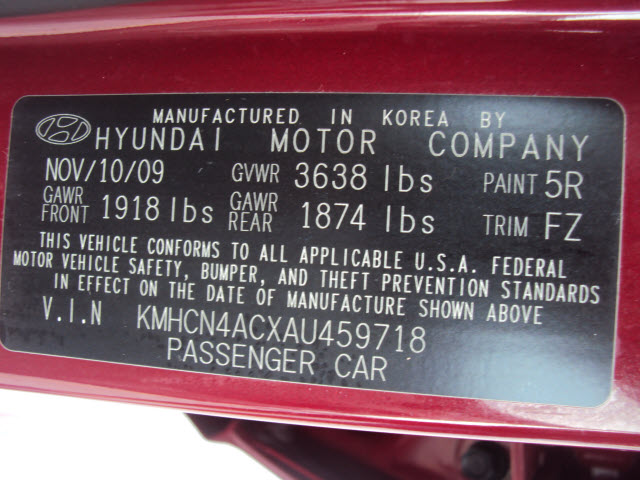 MANUFACTURED IN KOREA BY
HYUNDAI MOTOR COMPANY
NOV/10/09 GVWR 3638 lbs PAINT 5R
GAWR FRONT 1918 lbs GAWR REAR 1874 lbs TRIM FZ
THIS VEHICLE CONFORMS TO ALL APPLICABLE U.S.A. FEDERAL
MOTOR VEHICLE SAFETY, BUMPER, AND THEFT PREVENTION STANDARDS
IN EFFECT ON THE DATE OF MANUFACTURE SHOWN ABOVE
V.I.N KMHCN4ACXAU459718
PASSENGER CAR